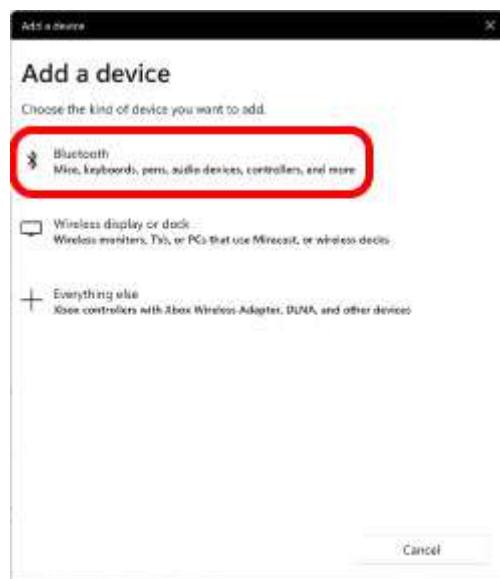 Add a device
Add a device
Choose the kind of device you want to add.
Bluetooth
Mice, keyboards, pens, audio devices, controllers, and more
Wireless display or dock
Wireless monitors, TVs, or PCs that use Miracast, or wireless docks
Everything else
Xbox controllers with Xbox Wireless Adapter, DLNA, and other devices
Cancel